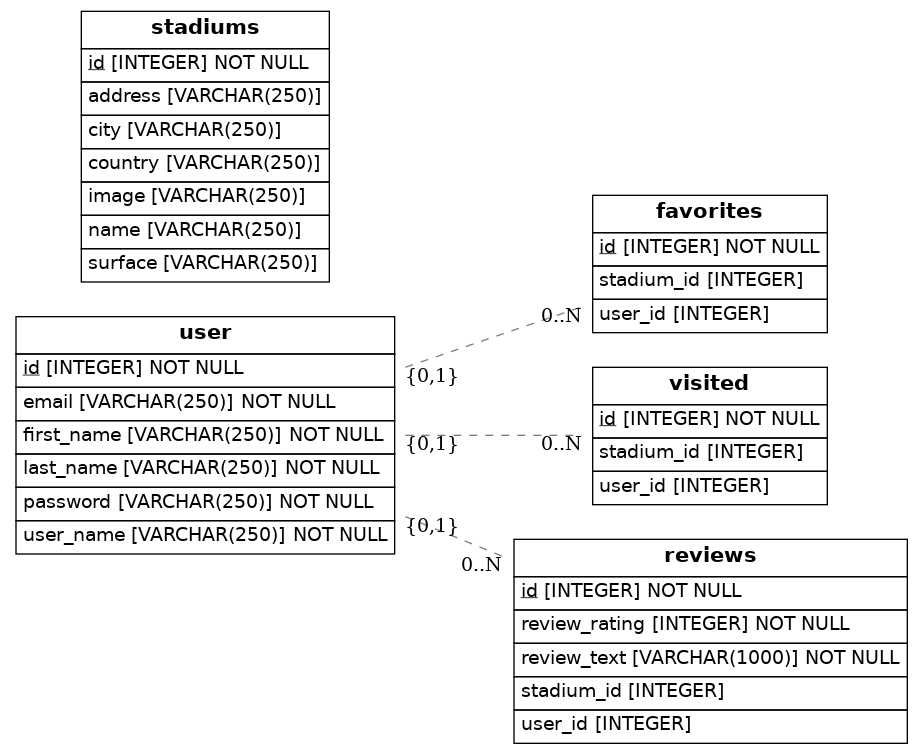 stadiums
id [INTEGER] NOT NULL
address [VARCHAR(250)]
city [VARCHAR(250)]
country [VARCHAR(250)]
image [VARCHAR(250)]
name [VARCHAR(250)]
surface [VARCHAR(250)]
user
id [INTEGER] NOT NULL
email [VARCHAR(250)] NOT NULL
first_name [VARCHAR(250)] NOT NULL
last_name [VARCHAR(250)] NOT NULL
password [VARCHAR(250)] NOT NULL
user_name [VARCHAR(250)] NOT NULL
{0,1}
0..N
{0,1}
0..N
{0,1}
0..N
favorites
id [INTEGER] NOT NULL
stadium_id [INTEGER]
user_id [INTEGER]
visited
id [INTEGER] NOT NULL
stadium_id [INTEGER]
user_id [INTEGER]
reviews
id [INTEGER] NOT NULL
review_rating [INTEGER] NOT NULL
review_text [VARCHAR(1000)] NOT NULL
stadium_id [INTEGER]
user_id [INTEGER]